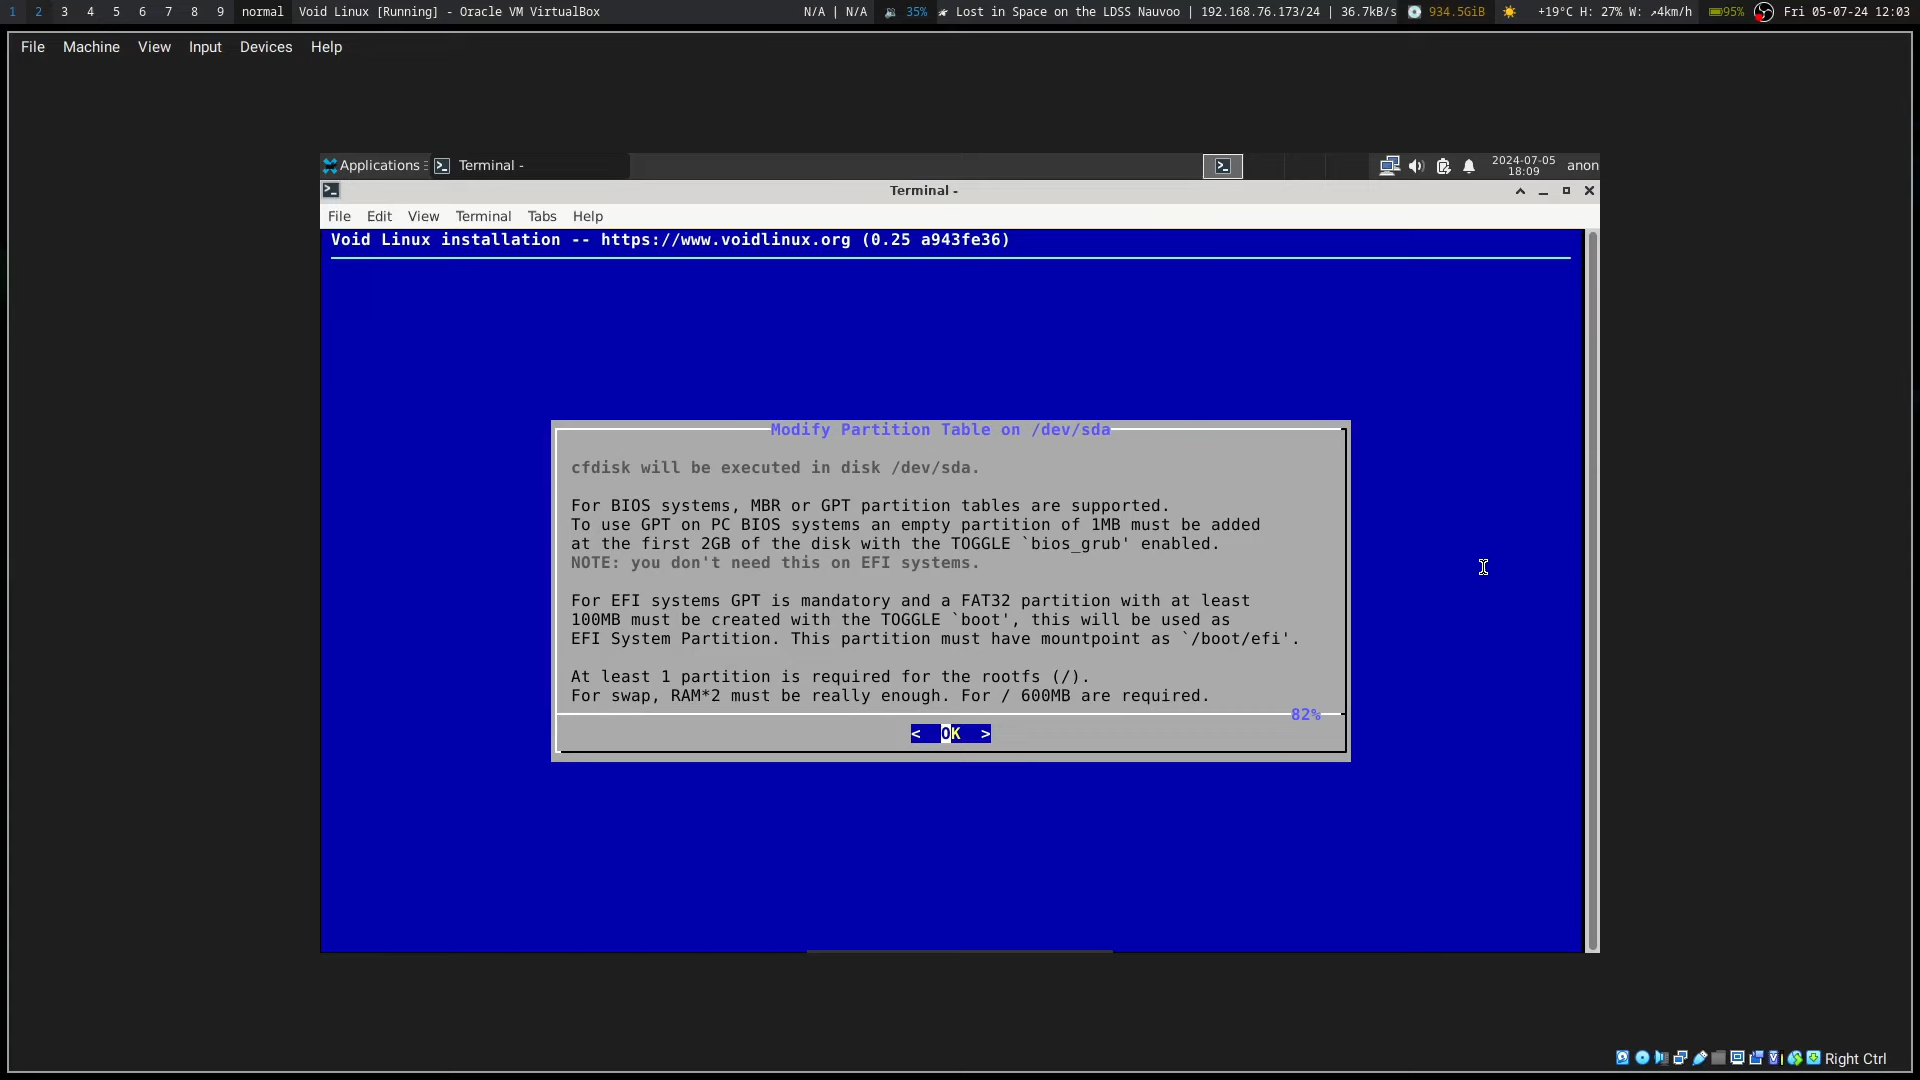 1 2 3 4 5 6 7 8 9 normal Void Linux [Running] - Oracle VM VirtualBox N/A | N/A 35% Lost in Space on the LDSS Nauvoo | 192.168.76.173/24 | 36.7kB/s 934.5GiB +19°C H: 27% W: ↗4km/h 95% Fri 05-07-24 12:03
File Machine View Input Devices Help
Applications Terminal - 2024-07-05 18:09 anon
Terminal -
File Edit View Terminal Tabs Help
Void Linux installation -- https://www.voidlinux.org (0.25 a943fe36)
Modify Partition Table on /dev/sda
cfdisk will be executed in disk /dev/sda.
For BIOS systems, MBR or GPT partition tables are supported.
To use GPT on PC BIOS systems an empty partition of 1MB must be added
at the first 2GB of the disk with the TOGGLE `bios_grub' enabled.
NOTE: you don't need this on EFI systems.
For EFI systems GPT is mandatory and a FAT32 partition with at least
100MB must be created with the TOGGLE `boot', this will be used as
EFI System Partition. This partition must have mountpoint as `/boot/efi'.
At least 1 partition is required for the rootfs (/).
For swap, RAM*2 must be really enough. For / 600MB are required.
82%
< OK >
Right Ctrl